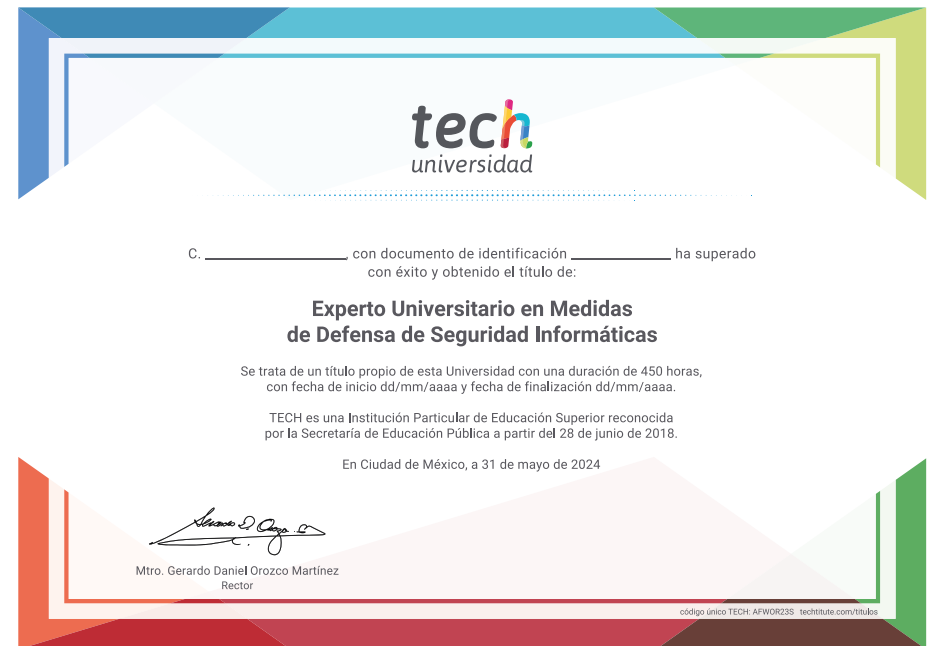 tech
universidad
C. __________________, con documento de identificación _____________ ha superado
con éxito y obtenido el título de:
Experto Universitario en Medidas
de Defensa de Seguridad Informáticas
Se trata de un título propio de esta Universidad con una duración de 450 horas,
con fecha de inicio dd/mm/aaaa y fecha de finalización dd/mm/aaaa.
TECH es una Institución Particular de Educación Superior reconocida
por la Secretaría de Educación Pública a partir del 28 de junio de 2018.
En Ciudad de México, a 31 de mayo de 2024
Mtro. Gerardo Daniel Orozco Martínez
Rector
código único TECH: AFWOR23S techtitute.com/titulos